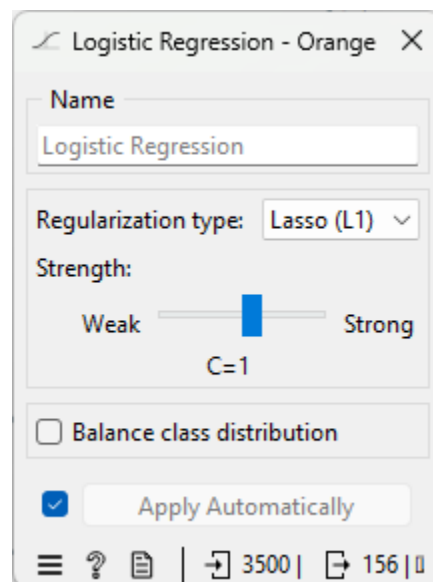 Logistic Regression - Orange
Name
Logistic Regression
Regularization type: Lasso (L1)
Strength:
Weak Strong
C=1
Balance class distribution
Apply Automatically
? 3500 | 156 |